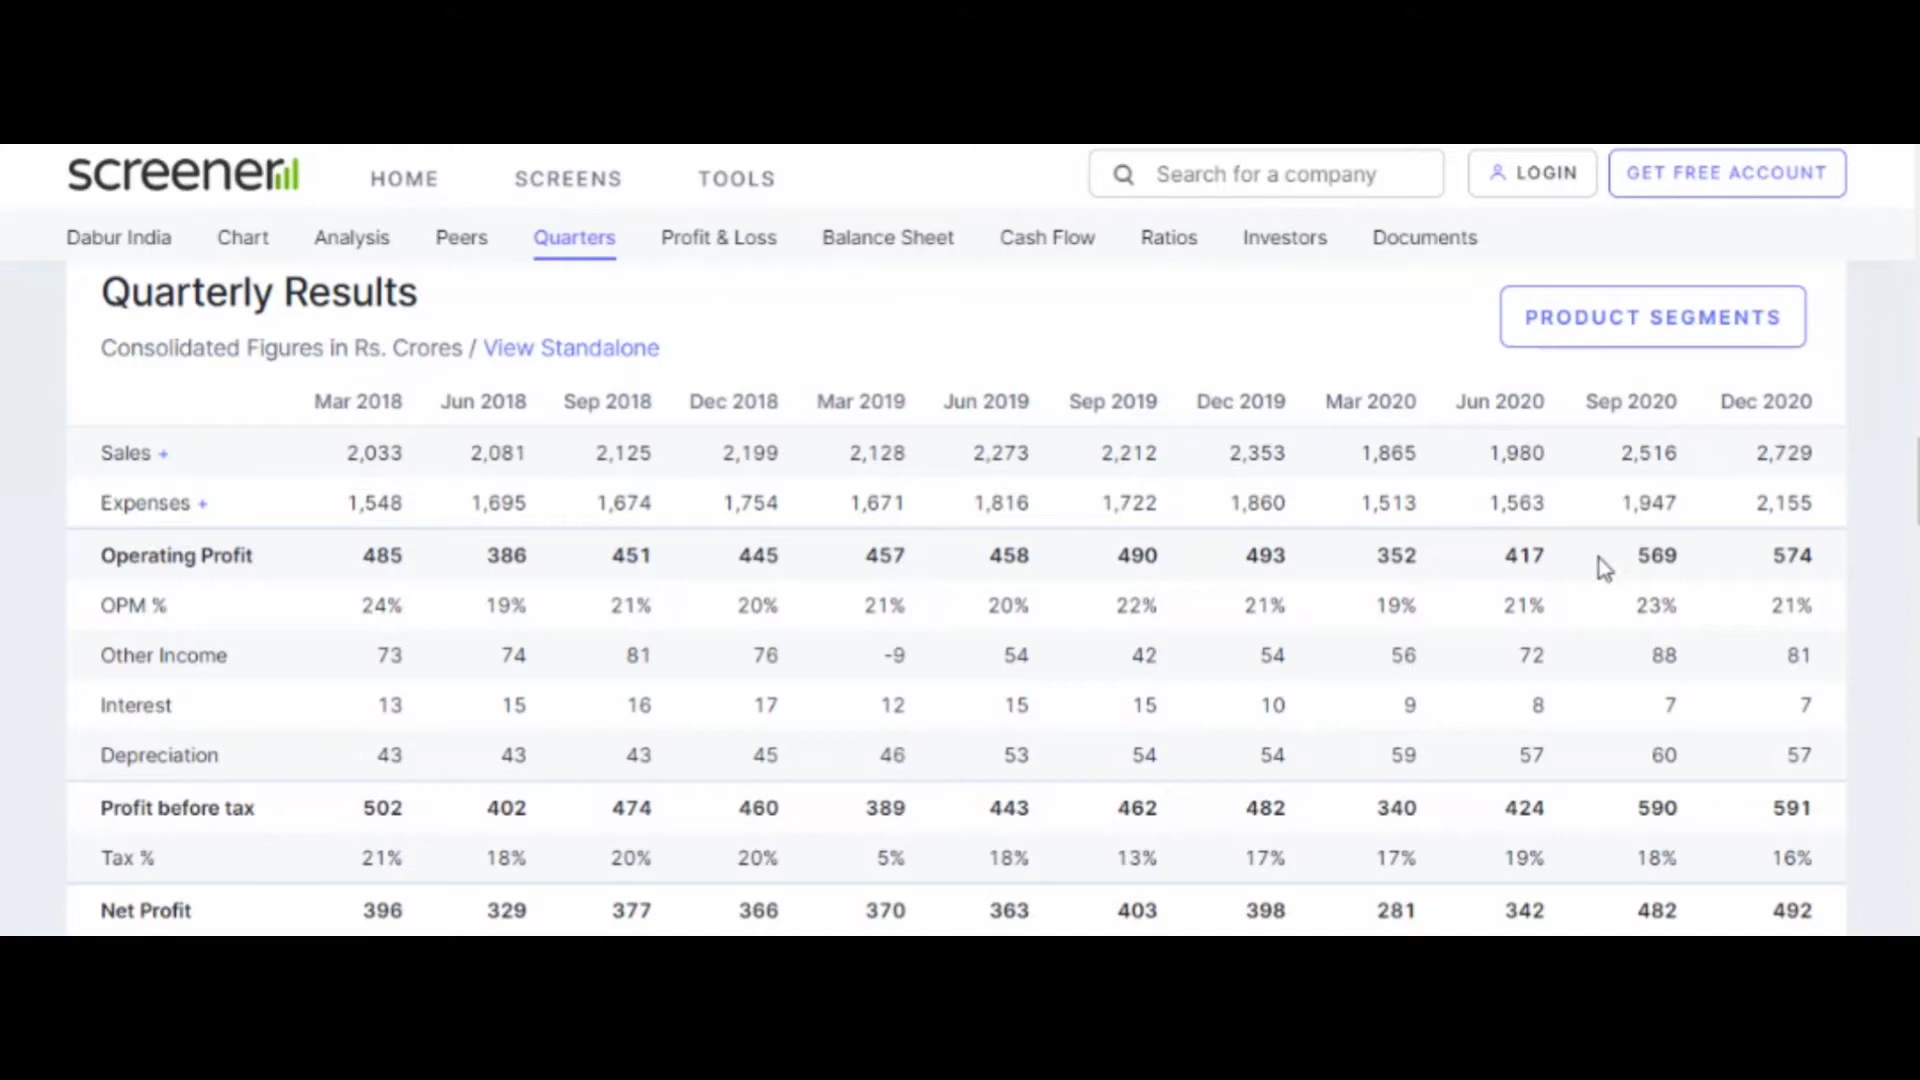 screener HOME SCREENS TOOLS Search for a company LOGIN GET FREE ACCOUNT
Dabur India Chart Analysis Peers Quarters Profit & Loss Balance Sheet Cash Flow Ratios Investors Documents
Quarterly Results
PRODUCT SEGMENTS
Consolidated Figures in Rs. Crores / View Standalone
Mar 2018 Jun 2018 Sep 2018 Dec 2018 Mar 2019 Jun 2019 Sep 2019 Dec 2019 Mar 2020 Jun 2020 Sep 2020 Dec 2020
Sales + 2,033 2,081 2,125 2,199 2,128 2,273 2,212 2,353 1,865 1,980 2,516 2,729
Expenses + 1,548 1,695 1,674 1,754 1,671 1,816 1,722 1,860 1,513 1,563 1,947 2,155
Operating Profit 485 386 451 445 457 458 490 493 352 417 569 574
OPM % 24% 19% 21% 20% 21% 20% 22% 21% 19% 21% 23% 21%
Other Income 73 74 81 76 -9 54 42 54 56 72 88 81
Interest 13 15 16 17 12 15 15 10 9 8 7 7
Depreciation 43 43 43 45 46 53 54 54 59 57 60 57
Profit before tax 502 402 474 460 389 443 462 482 340 424 590 591
Tax % 21% 18% 20% 20% 5% 18% 13% 17% 17% 19% 18% 16%
Net Profit 396 329 377 366 370 363 403 398 281 342 482 492